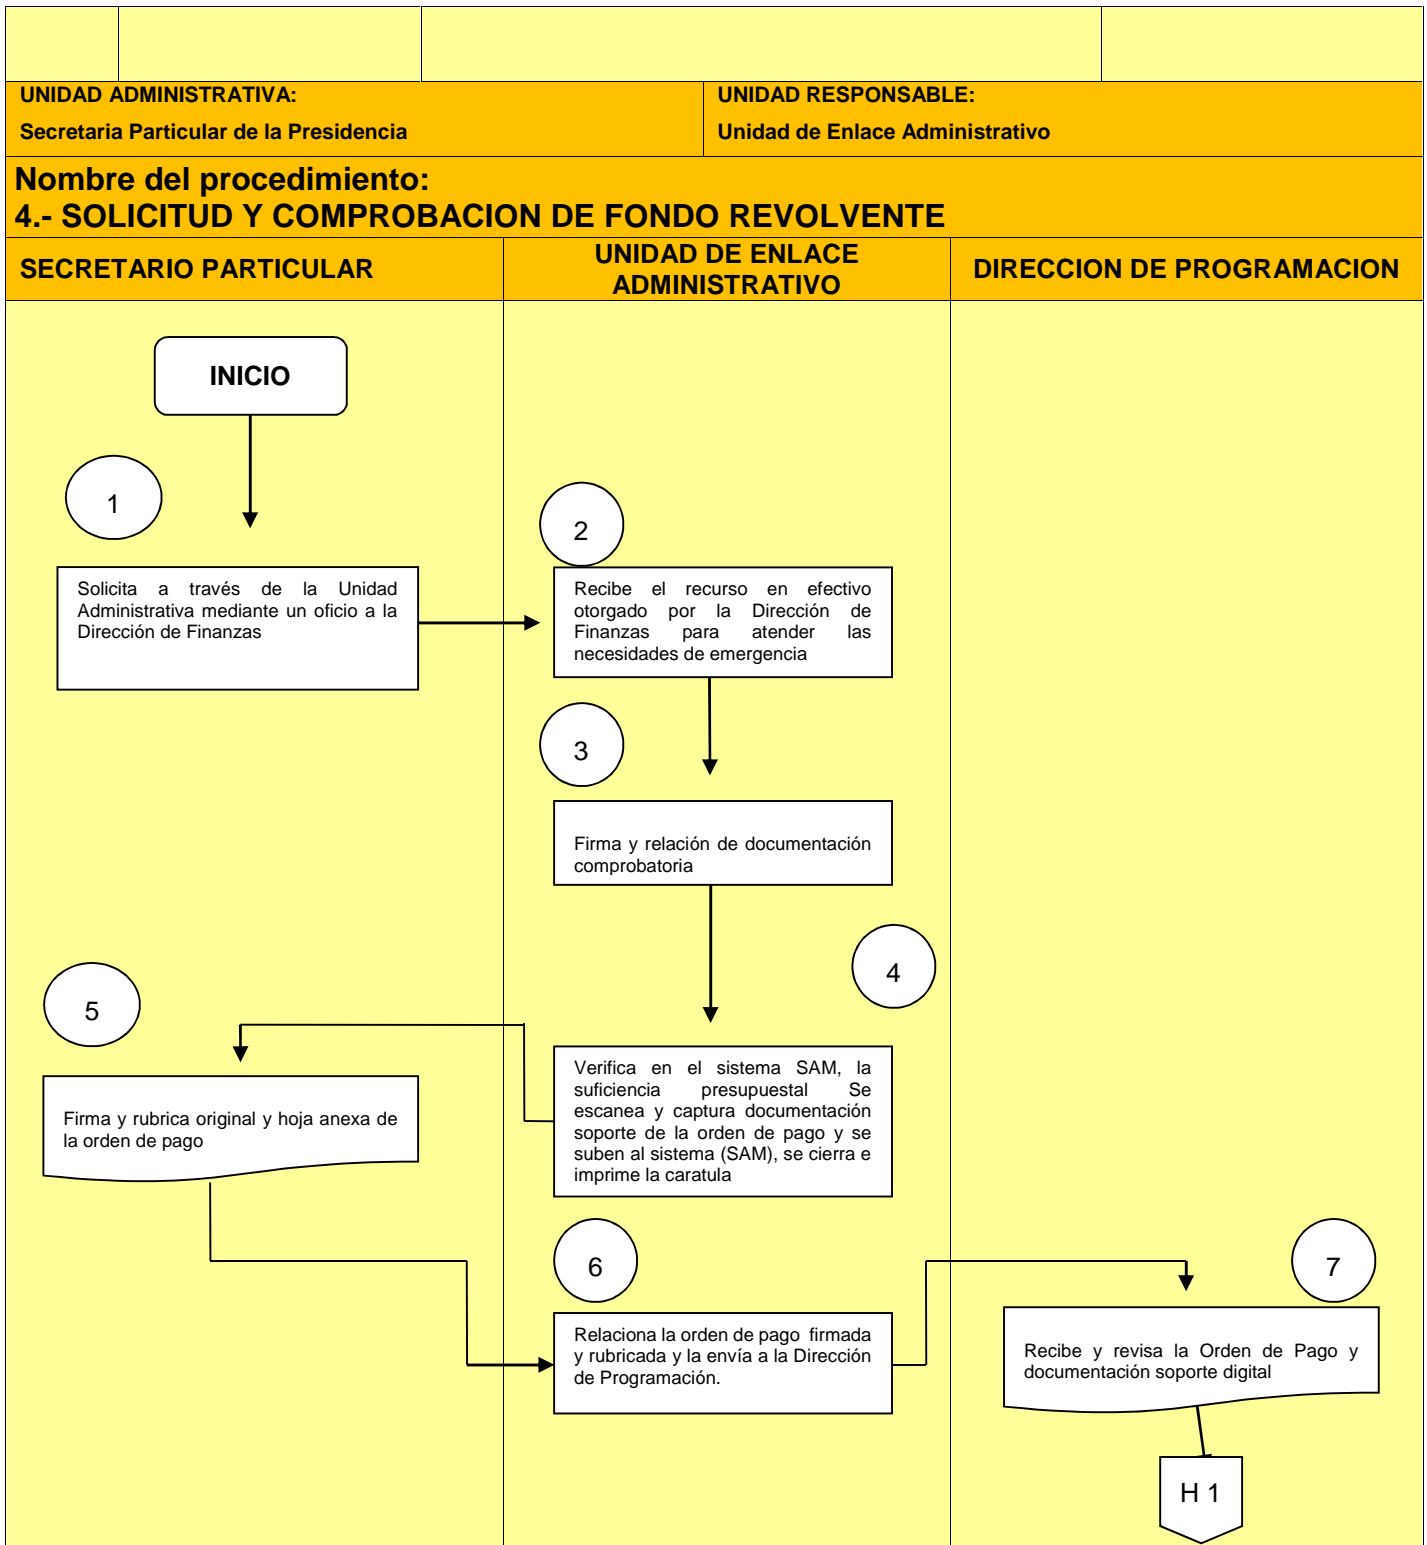 UNIDAD ADMINISTRATIVA:
Secretaria Particular de la Presidencia
UNIDAD RESPONSABLE:
Unidad de Enlace Administrativo
Nombre del procedimiento:
4.- SOLICITUD Y COMPROBACION DE FONDO REVOLVENTE
SECRETARIO PARTICULAR
UNIDAD DE ENLACE
ADMINISTRATIVO
DIRECCION DE PROGRAMACION
INICIO
1
Solicita a través de la Unidad
Administrativa mediante un oficio a la
Dirección de Finanzas
2
Recibe el recurso en efectivo
otorgado por la Dirección de
Finanzas para atender las
necesidades de emergencia
3
Firma y relación de documentación
comprobatoria
4
Verifica en el sistema SAM, la
suficiencia presupuestal Se
escanea y captura documentación
soporte de la orden de pago y se
suben al sistema (SAM), se cierra e
imprime la caratula
5
Firma y rubrica original y hoja anexa de
la orden de pago
6
Relaciona la orden de pago firmada
y rubricada y la envía a la Dirección
de Programación.
7
Recibe y revisa la Orden de Pago y
documentación soporte digital
H 1